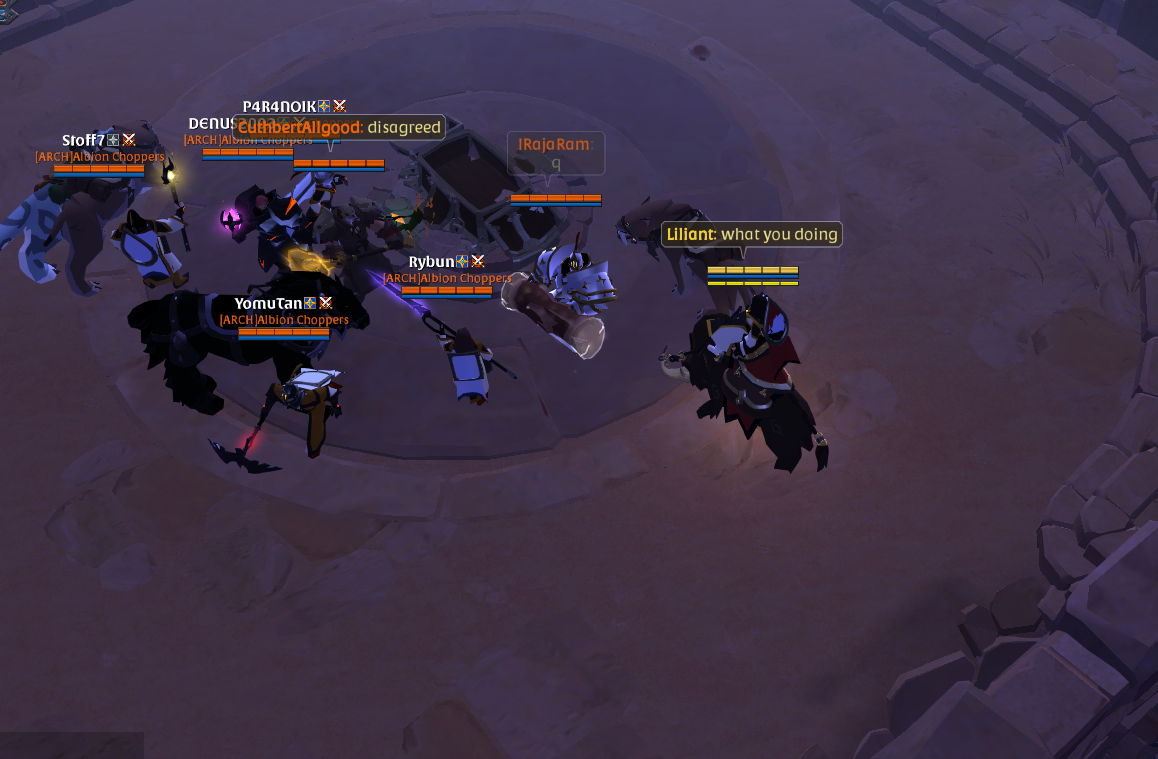 P4R4NOIK
DENUS
CuthbertAllgood: disagreed
Stoff7
[ARCH]Albion Choppers
[ARCH]Albion Choppers
IRajaRam:
q
Liliant: what you doing
Rybun
[ARCH]Albion Choppers
YomuTan
[ARCH]Albion Choppers